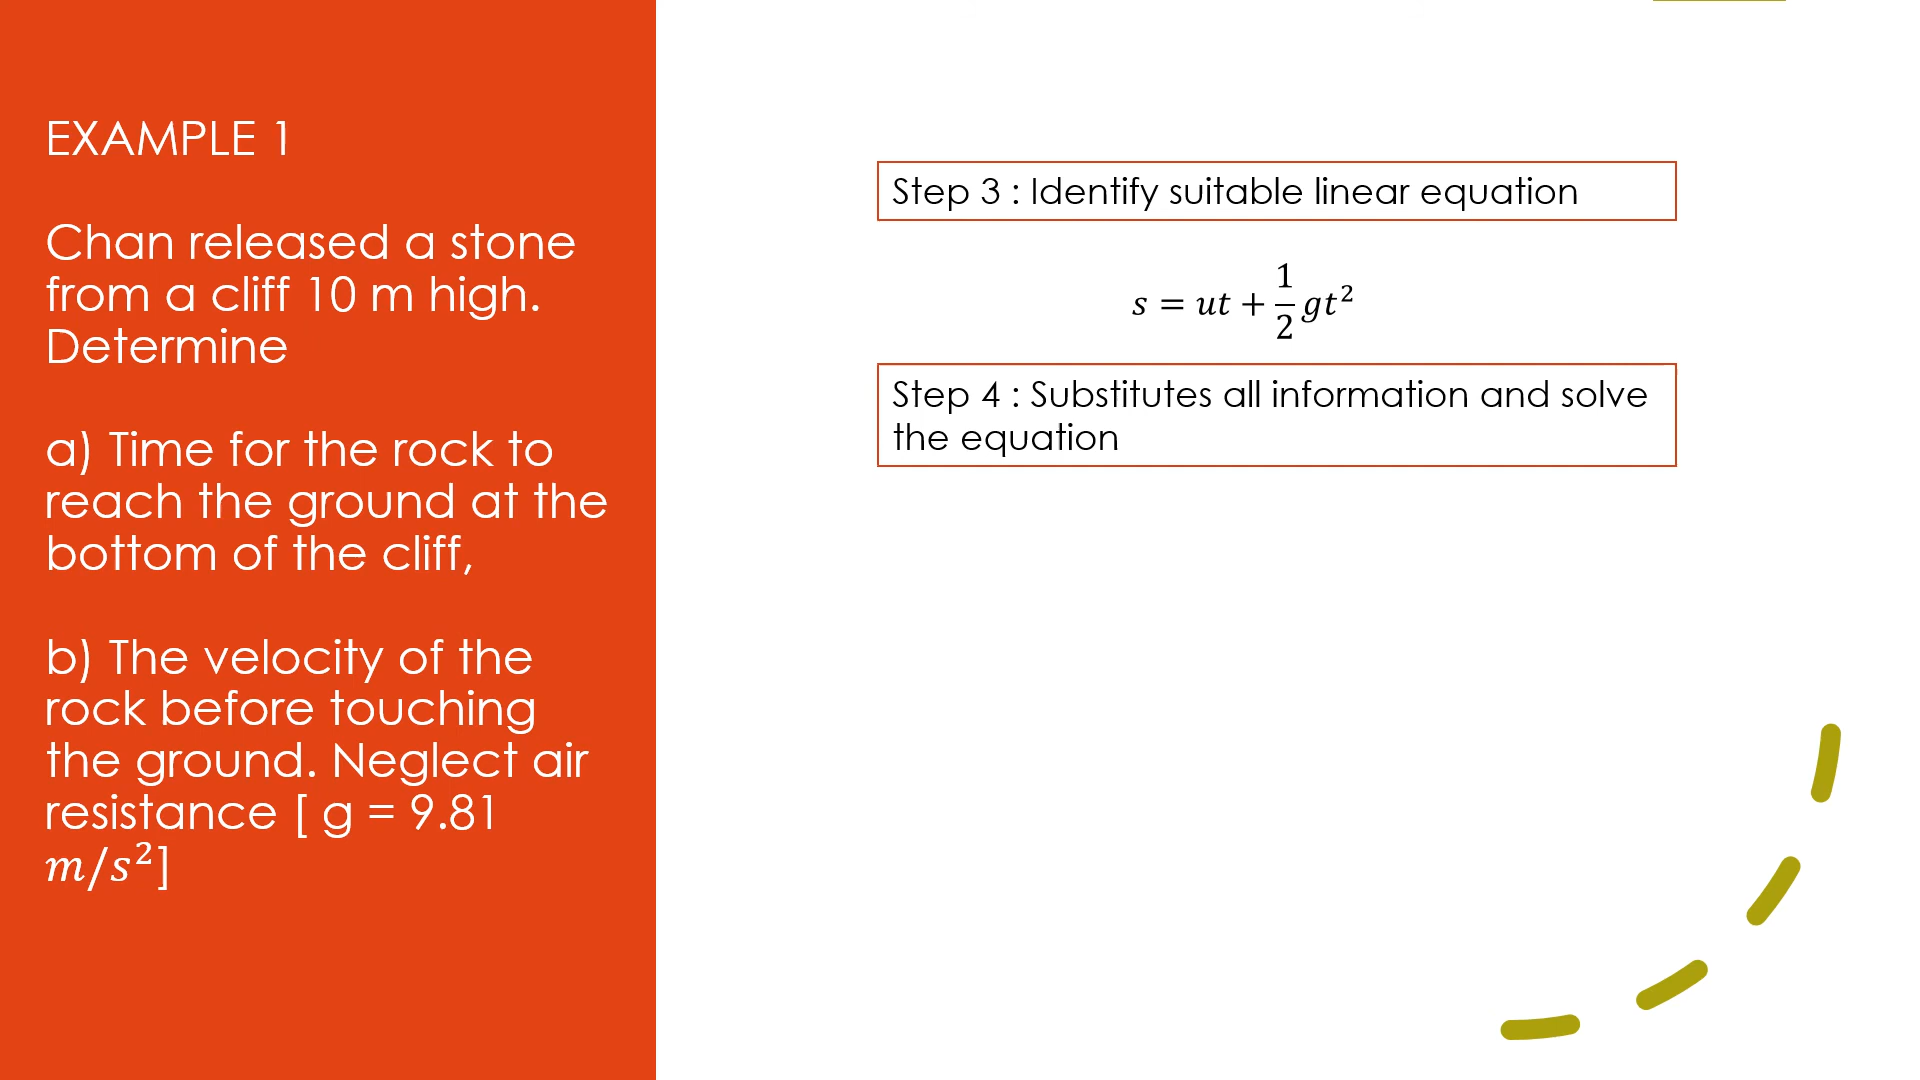 EXAMPLE 1
Chan released a stone
from a cliff 10 m high.
Determine
a) Time for the rock to
reach the ground at the
bottom of the cliff,
b) The velocity of the
rock before touching
the ground. Neglect air
resistance [ g = 9.81
m/s²]
Step 3 : Identify suitable linear equation
s = ut + 1/2 gt²
Step 4 : Substitutes all information and solve
the equation